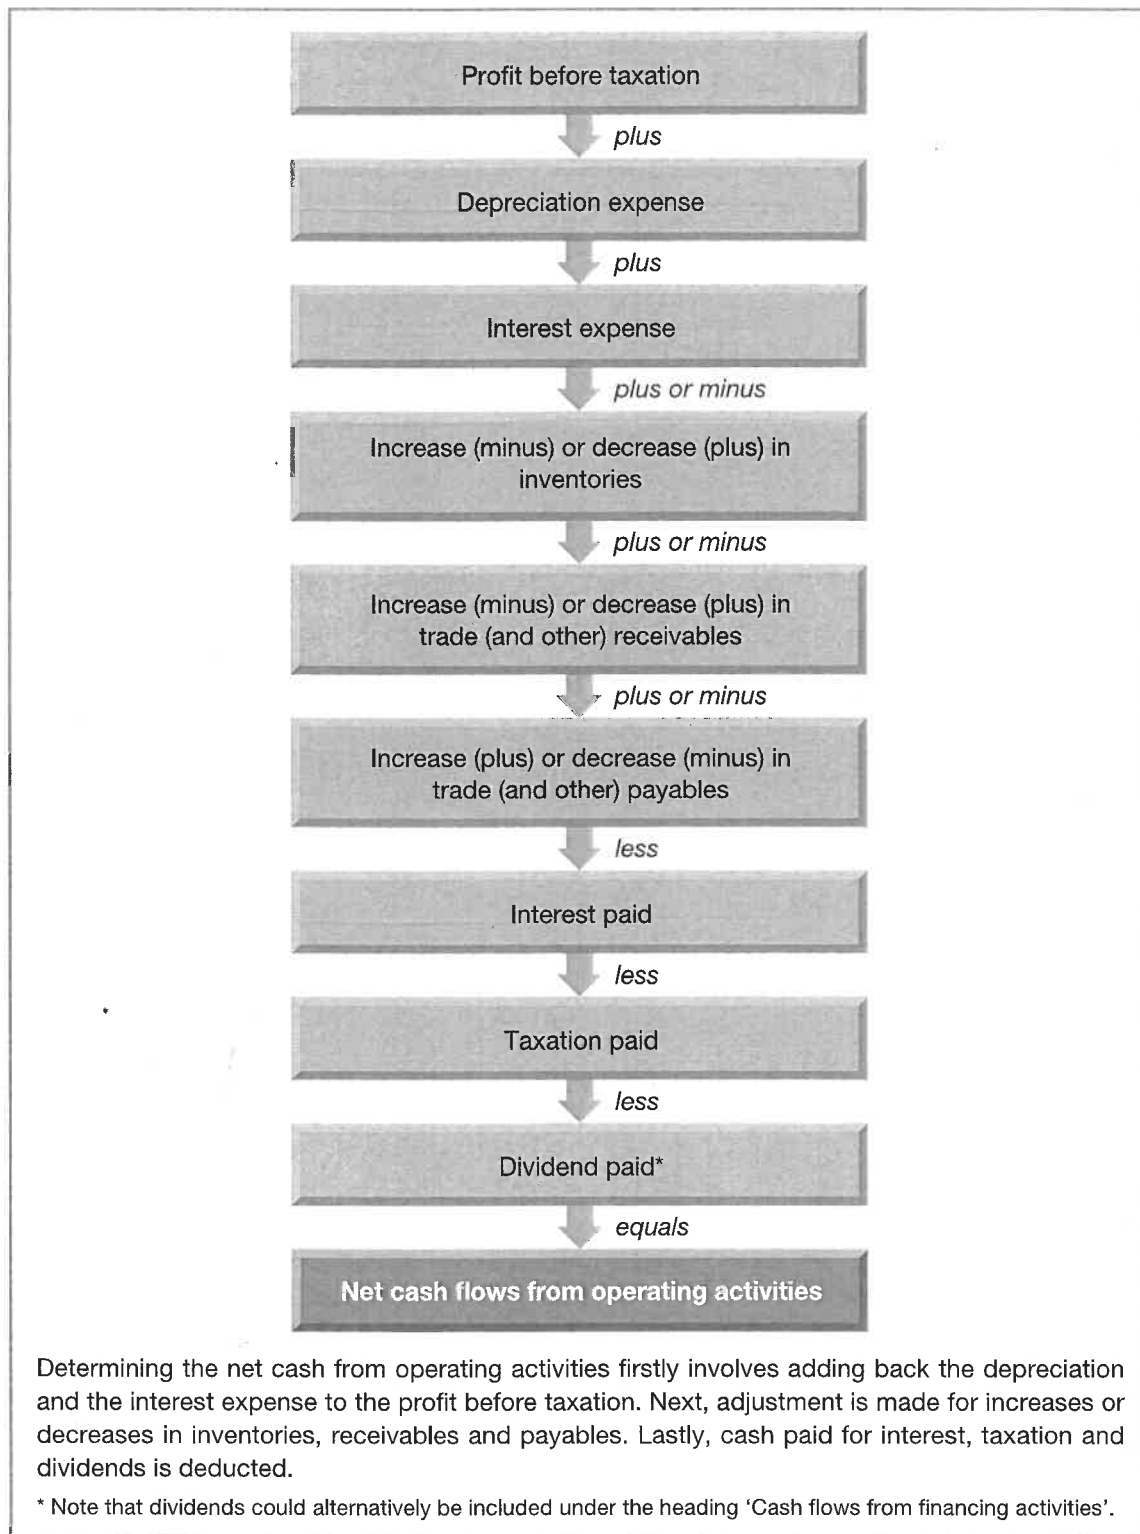 Profit before taxation
plus
Depreciation expense
plus
Interest expense
plus or minus
Increase (minus) or decrease (plus) in
inventories
plus or minus
Increase (minus) or decrease (plus) in
trade (and other) receivables
plus or minus
Increase (plus) or decrease (minus) in
trade (and other) payables
less
Interest paid
less
Taxation paid
less
Dividend paid*
equals
Net cash flows from operating activities
Determining the net cash from operating activities firstly involves adding back the depreciation
and the interest expense to the profit before taxation. Next, adjustment is made for increases or
decreases in inventories, receivables and payables. Lastly, cash paid for interest, taxation and
dividends is deducted.
* Note that dividends could alternatively be included under the heading ‘Cash flows from financing activities’.